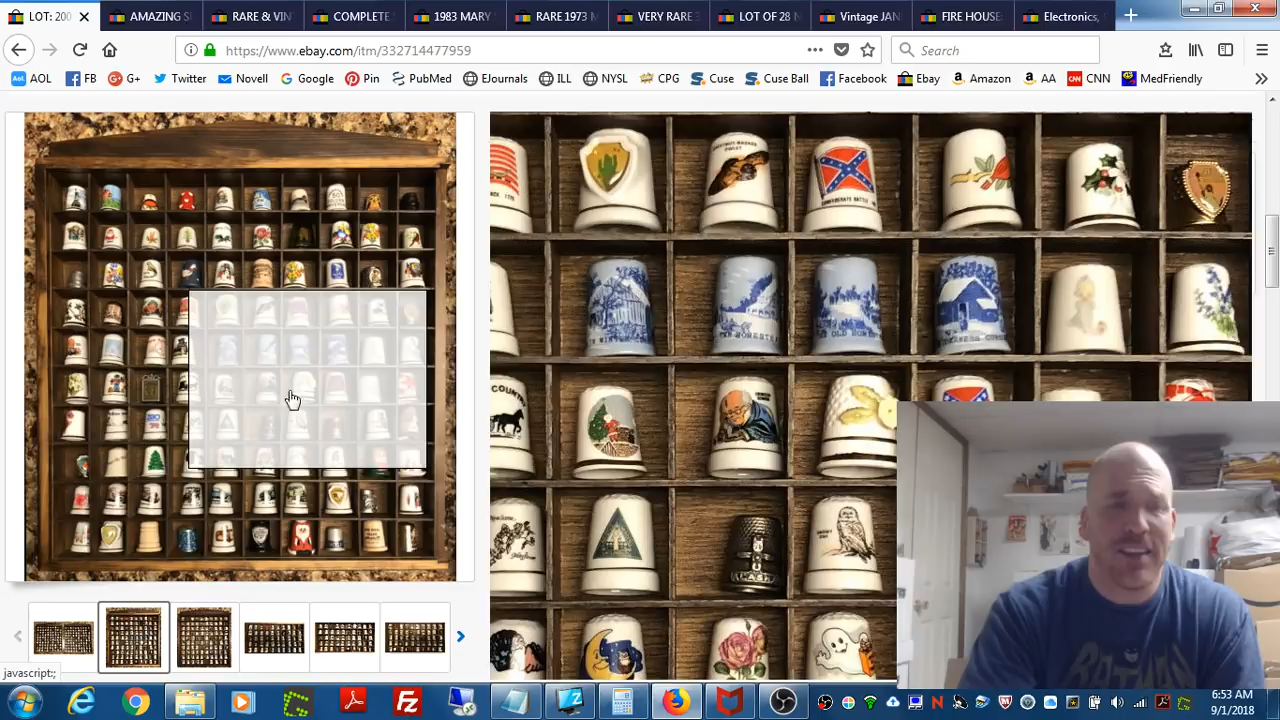 LOT: 200
AMAZING S
RARE & VIN
COMPLETE
1983 MARY
RARE 1973 M
VERY RARE
LOT OF 28 M
Vintage JAN
FIRE HOUSE
Electronics,
https://www.ebay.com/itm/332714477959
Search
AOL
FB
G+
Twitter
Novell
Google
Pin
PubMed
EJournals
ILL
NYSL
CPG
Cuse
Cuse Ball
Facebook
Ebay
Amazon
AA
CNN
MedFriendly
COUNTRY
javascript:;
6:53 AM
9/1/2018